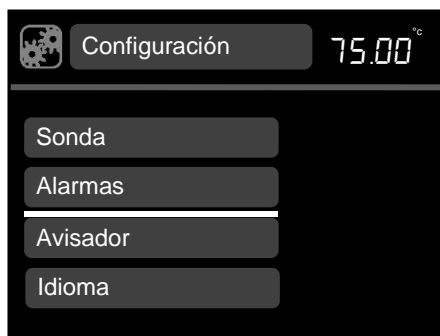 Configuración
75.00 °c
Sonda
Alarmas
Avisador
Idioma